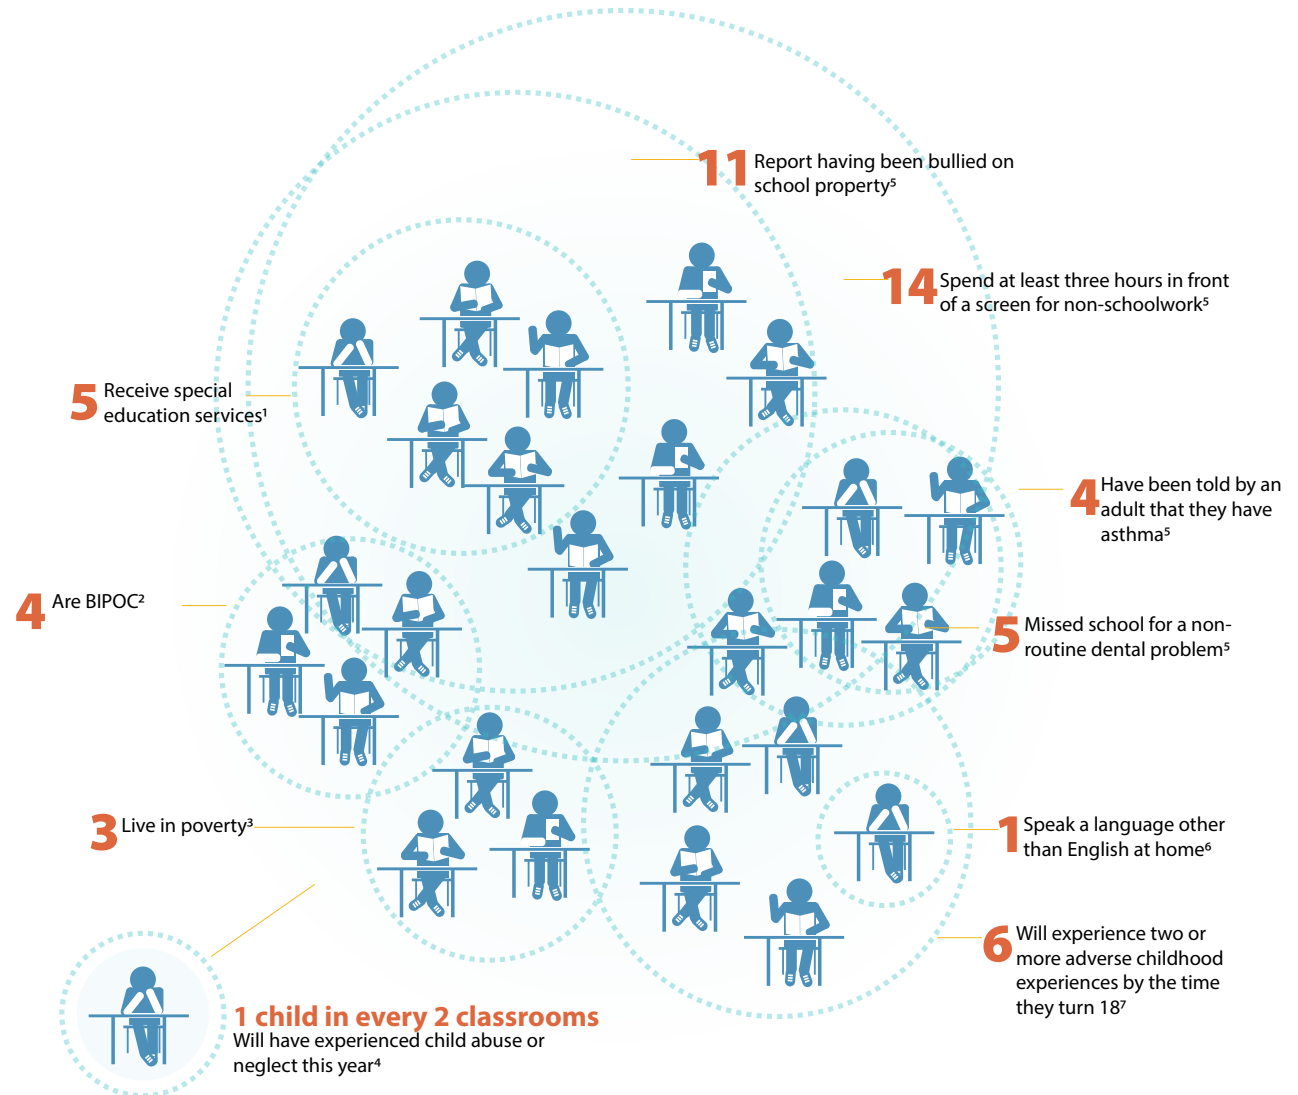 11 Report having been bullied on
school property⁵
14 Spend at least three hours in front
of a screen for non-schoolwork⁵
5 Receive special
education services¹
4 Have been told by an
adult that they have
asthma⁵
4 Are BIPOC²
5 Missed school for a non-
routine dental problem⁵
3 Live in poverty³
1 Speak a language other
than English at home⁶
6 Will experience two or
more adverse childhood
experiences by the time
they turn 18⁷
1 child in every 2 classrooms
Will have experienced child abuse or
neglect this year⁴